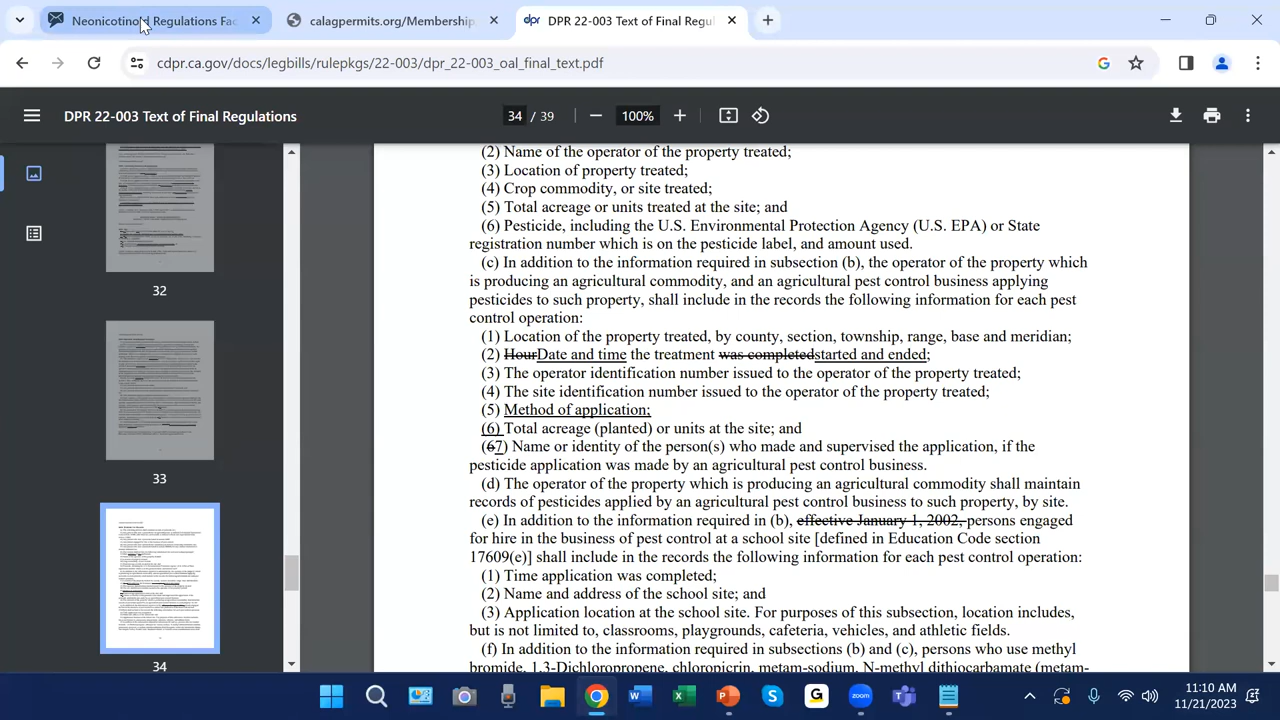 Neonicotinoid Regulations Fac
calagpermits.org/Membership,
dpr DPR 22-003 Text of Final Regul
cdpr.ca.gov/docs/legbills/rulepkgs/22-003/dpr_22-003_oal_final_text.pdf
DPR 22-003 Text of Final Regulations
34 / 39
100%
(2) Name of the operator of the property treated;
(3) Location of property treated;
(4) Crop commodity, or site treated;
(5) Total acreage or units treated at the site; and
(6) Pesticide, including the U.S. Environmental Protection Agency (U.S. EPA) or State
registration number which is on the pesticide label, and amount used.
(c) In addition to the information required in subsection (b), the operator of the property which
is producing an agricultural commodity, and an agricultural pest control business applying
pesticides to such property, shall include in the records the following information for each pest
control operation:
(1) Location of the property treated, by county, section, township, range, base and meridian;
(2) HourDate and time the treatment was completedstarted and ended;
(3) The operator identification number issued to the operator of the property treated;
(4) The site identification number issued to the operator of the property treated;
(5) Method of application;
(6) Total acreage (planted) or units at the site; and
(67) Name or identity of the person(s) who made and supervised the application, if the
pesticide application was made by an agricultural pest control business.
(d) The operator of the property which is producing an agricultural commodity shall maintain
records of pesticides applied by an agricultural pest control business to such property, by site.
(e) In addition to the information required in (b), effective January 1, 2002, persons engaged
for hire in the business of pest control at a school site [defined in Education Code section
17609(e)] shall include in the records the following information for each pest control operation:
(1) Time application was completed;
(2) Name and address of the school site; and
(3) Application location at the school site. For purposes of this subsection, location includes,
but is not limited to, classrooms, playgrounds, cafeteria, vehicles, and athletic fields.
(f) In addition to the information required in subsections (b) and (c), persons who use methyl
bromide, 1,3-Dichloropropene, chloropicrin, metam-sodium, N-methyl dithiocarbamate (metam-
32
33
34
zoom
11:10 AM
11/21/2023